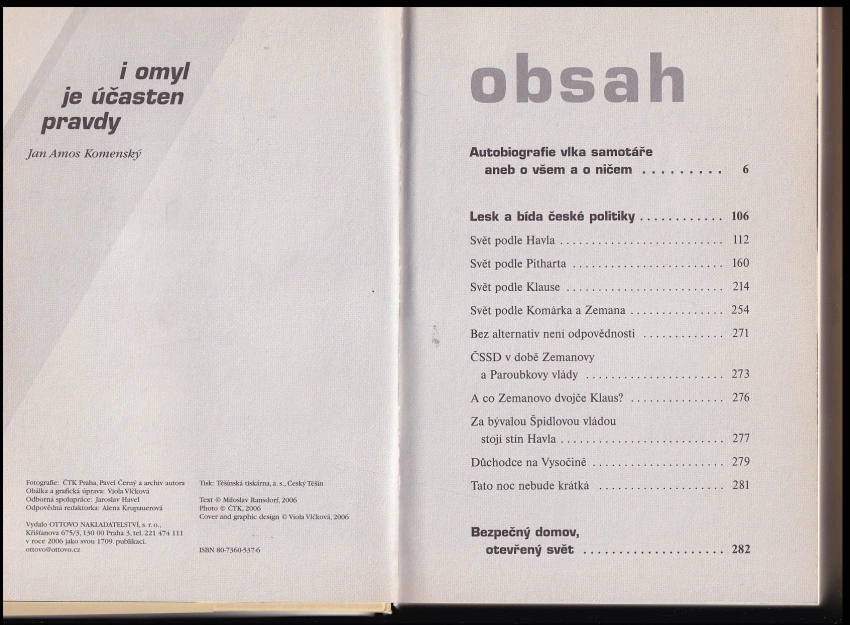 i omyl
je účasten
pravdy
Jan Amos Komenský
Fotografie: ČTK Praha, Pavel Černý a archiv autora
Obálka a grafická úprava: Viola Vlčková
Odborná spolupráce: Jaroslav Havel
Odpovědná redaktorka: Alena Krupauerová
Vydalo OTTOVO NAKLADATELSTVÍ, s. r. o.,
Křišťanova 675/3, 130 00 Praha 3, tel. 221 474 111
v roce 2006 jako svou 1709. publikaci.
ottovo@ottovo.cz
Tisk: Těšínská tiskárna, a. s., Český Těšín
Text © Miloslav Ransdorf, 2006
Photo © ČTK, 2006
Cover and graphic design © Viola Vlčková, 2006
ISBN 80-7360-537-6
obsah
Autobiografie vlka samotáře
aneb o všem a o ničem . . . . . . . . . 6
Lesk a bída české politiky . . . . . . . . . . . . 106
Svět podle Havla . . . . . . . . . . . . . . . . . . . . . . . . . 112
Svět podle Pitharta . . . . . . . . . . . . . . . . . . . . . . . 160
Svět podle Klause . . . . . . . . . . . . . . . . . . . . . . . . 214
Svět podle Komárka a Zemana . . . . . . . . . . . . . . 254
Bez alternativ není odpovědnosti . . . . . . . . . . . . 271
ČSSD v době Zemanovy
a Paroubkovy vlády . . . . . . . . . . . . . . . . . . . . . 273
A co Zemanovo dvojče Klaus? . . . . . . . . . . . . . . 276
Za bývalou Špidlovou vládou
stojí stín Havla . . . . . . . . . . . . . . . . . . . . . . . . . 277
Důchodce na Vysočině . . . . . . . . . . . . . . . . . . . . 279
Tato noc nebude krátká . . . . . . . . . . . . . . . . . . . . 281
Bezpečný domov,
otevřený svět . . . . . . . . . . . . . . . . . . . . . 282